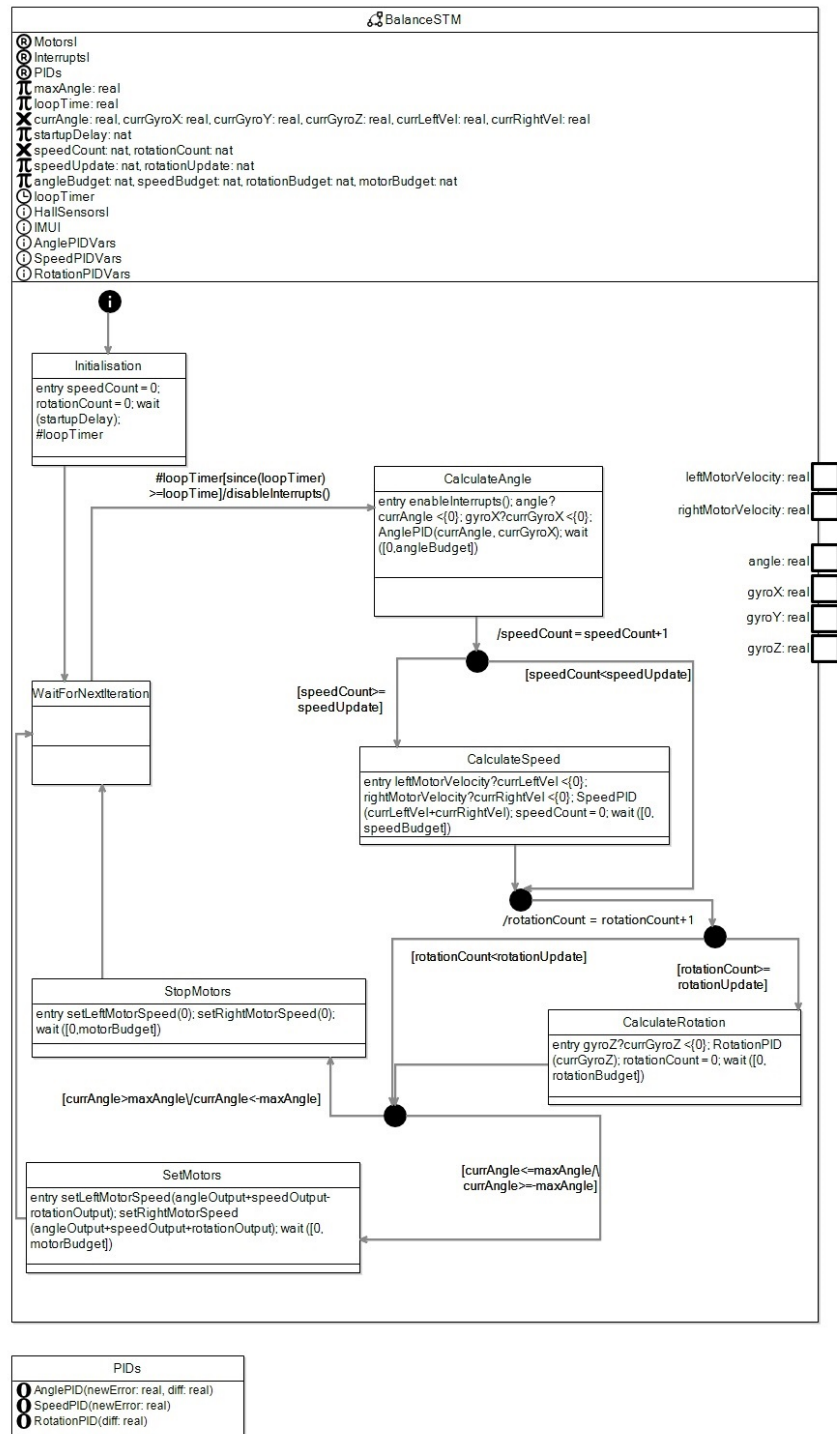 BalanceSTM
R MotorsI
R InterruptsI
R PIDs
π maxAngle: real
π loopTime: real
X currAngle: real, currGyroX: real, currGyroY: real, currGyroZ: real, currLeftVel: real, currRightVel: real
π startupDelay: nat
X speedCount: nat, rotationCount: nat
π speedUpdate: nat, rotationUpdate: nat
π angleBudget: nat, speedBudget: nat, rotationBudget: nat, motorBudget: nat
loopTimer
i HallSensorsI
i IMUI
i AnglePIDVars
i SpeedPIDVars
i RotationPIDVars
i
Initialisation
entry speedCount = 0;
rotationCount = 0; wait
(startupDelay);
#loopTimer
#loopTimer[since(loopTimer)
>=loopTime]/disableInterrupts()
CalculateAngle
entry enableInterrupts(); angle?
currAngle <{0}; gyroX?currGyroX <{0};
AnglePID(currAngle, currGyroX); wait
([0,angleBudget])
leftMotorVelocity: real
rightMotorVelocity: real
angle: real
gyroX: real
gyroY: real
gyroZ: real
/speedCount = speedCount+1
[speedCount>=
speedUpdate]
[speedCount<speedUpdate]
WaitForNextIteration
CalculateSpeed
entry leftMotorVelocity?currLeftVel <{0};
rightMotorVelocity?currRightVel <{0}; SpeedPID
(currLeftVel+currRightVel); speedCount = 0; wait ([0,
speedBudget])
/rotationCount = rotationCount+1
[rotationCount<rotationUpdate]
[rotationCount>=
rotationUpdate]
StopMotors
entry setLeftMotorSpeed(0); setRightMotorSpeed(0);
wait ([0,motorBudget])
CalculateRotation
entry gyroZ?currGyroZ <{0}; RotationPID
(currGyroZ); rotationCount = 0; wait ([0,
rotationBudget])
[currAngle>maxAngle\/currAngle<-maxAngle]
[currAngle<=maxAngle/\
currAngle>=-maxAngle]
SetMotors
entry setLeftMotorSpeed(angleOutput+speedOutput-
rotationOutput); setRightMotorSpeed
(angleOutput+speedOutput+rotationOutput); wait ([0,
motorBudget])
PIDs
O AnglePID(newError: real, diff: real)
O SpeedPID(newError: real)
O RotationPID(diff: real)